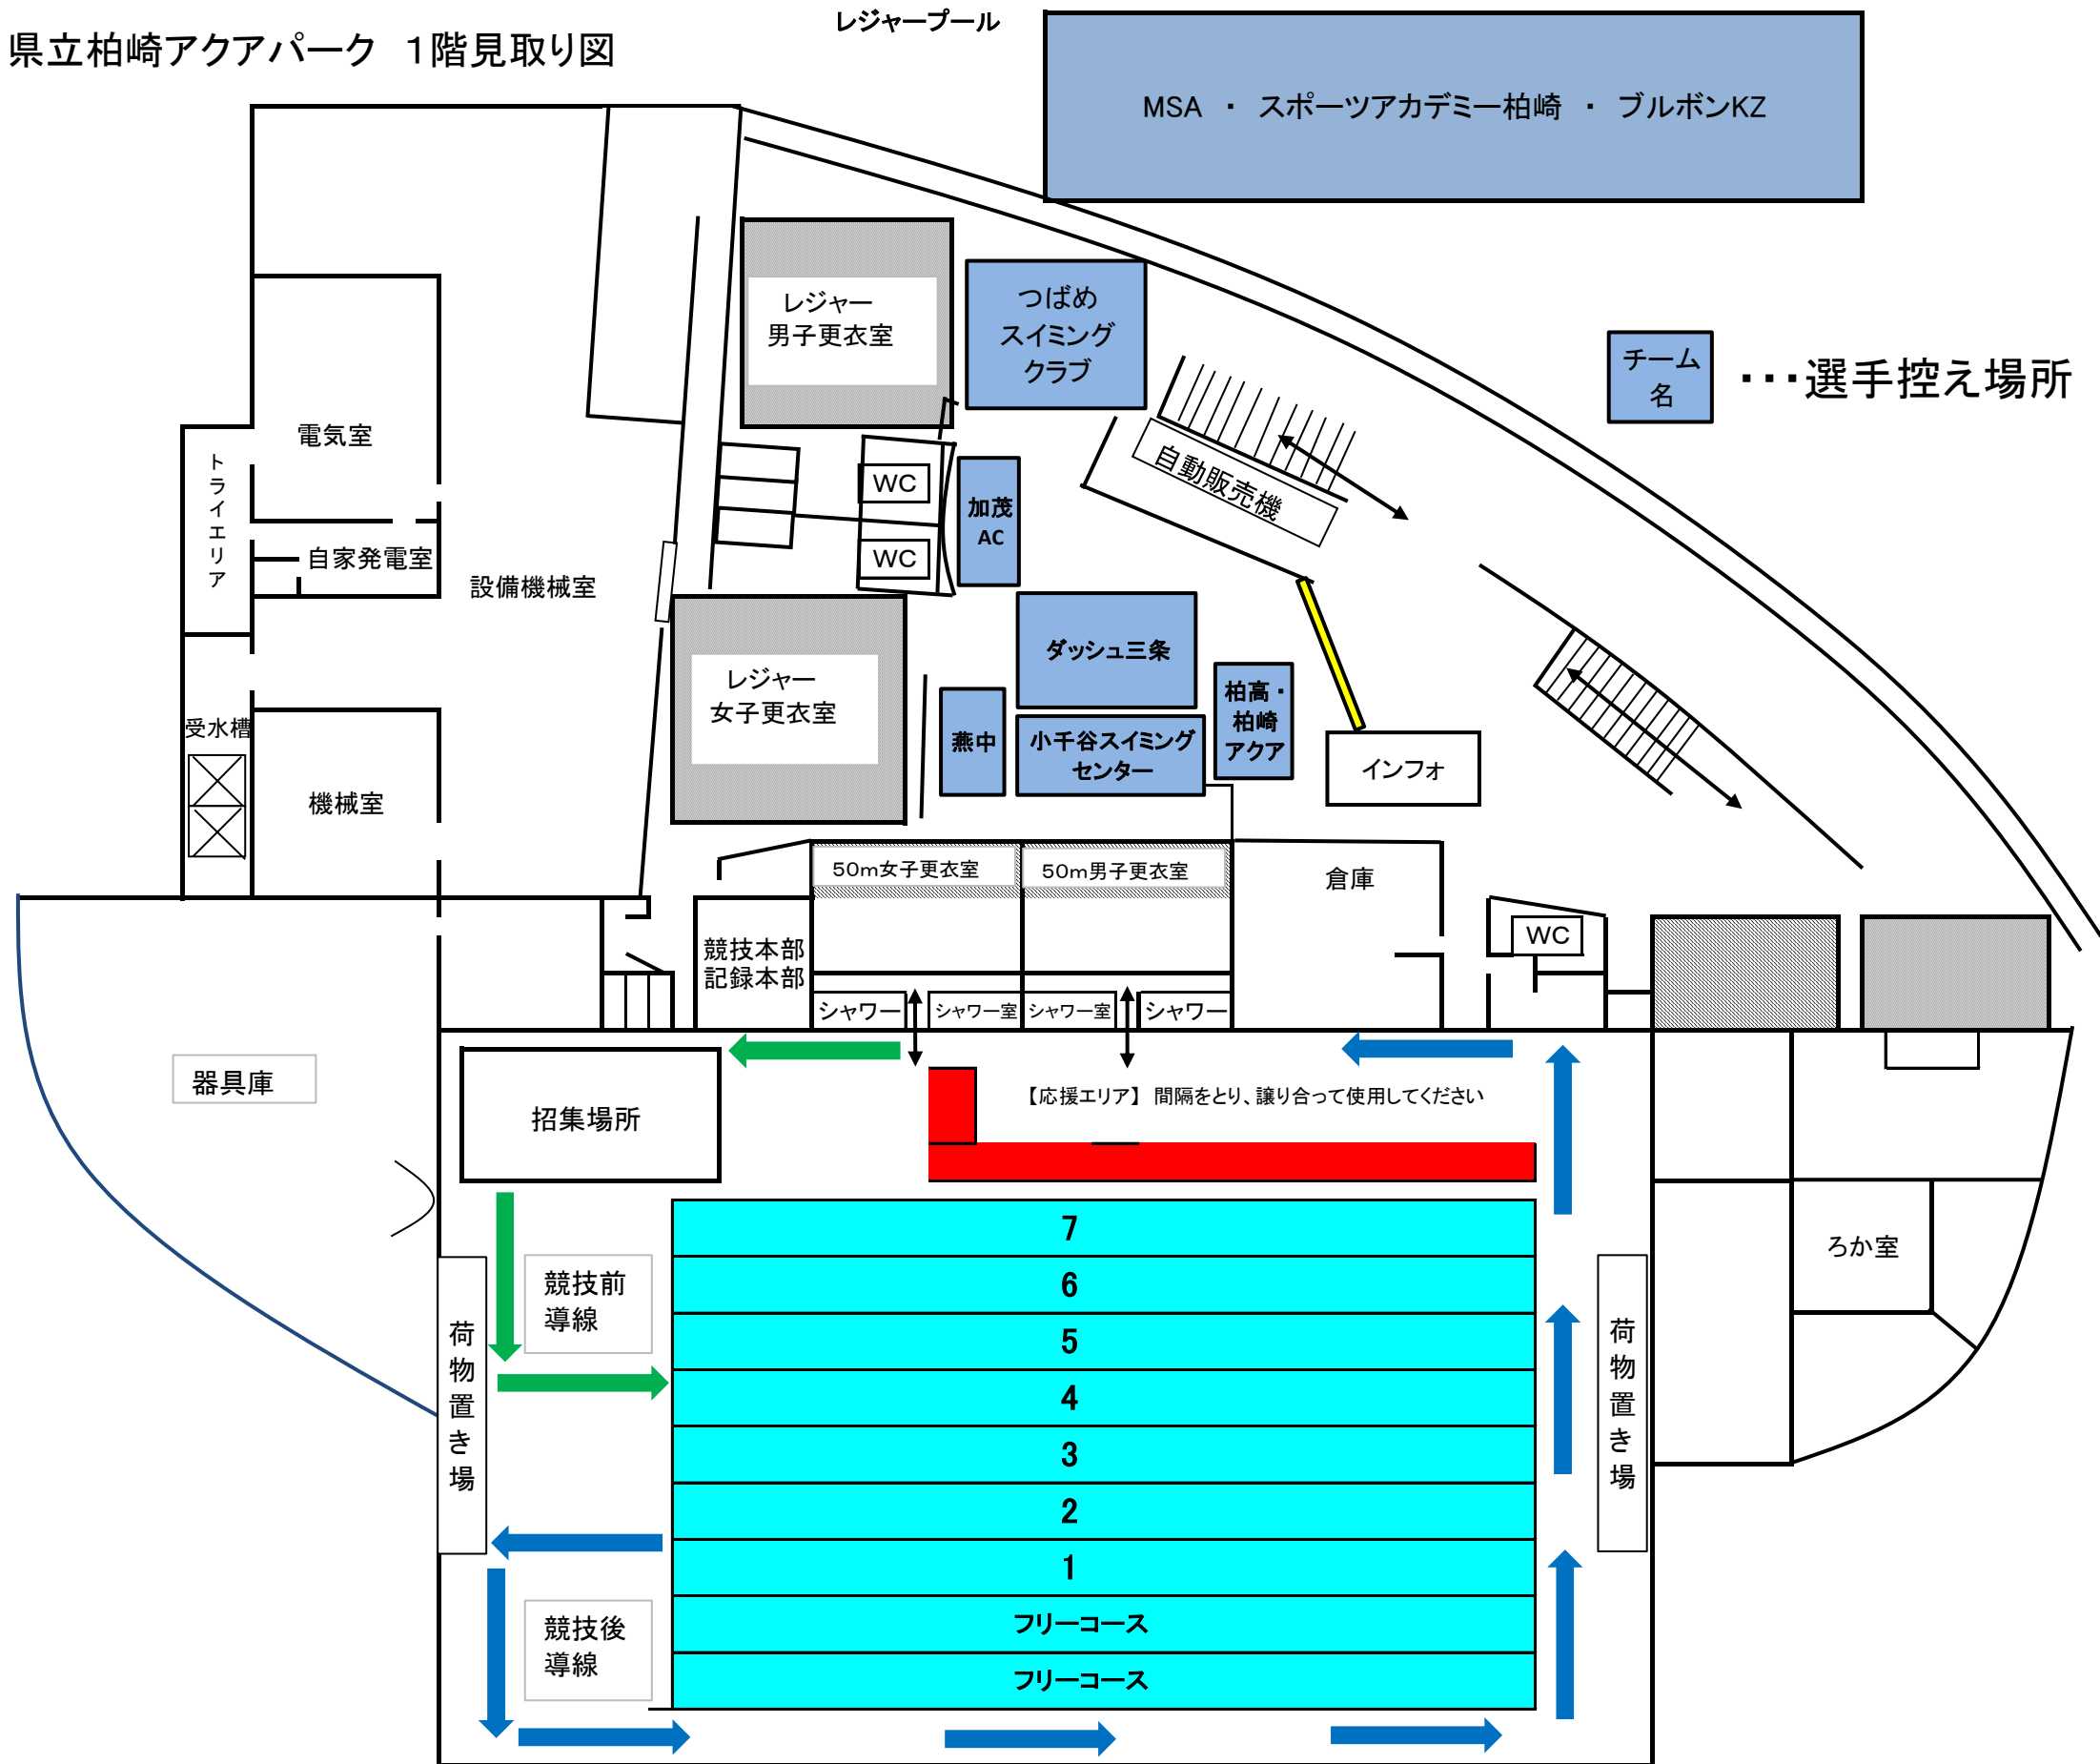 レジャープール
県立柏崎アクアパーク　1階見取り図
MSA ・ スポーツアカデミー柏崎 ・ ブルボンKZ
レジャー
男子更衣室
つばめ
スイミング
クラブ
チーム
名
・・・選手控え場所
電気室
トライエリア
WC
加茂
AC
自動販売機
WC
自家発電室
設備機械室
ダッシュ三条
レジャー
女子更衣室
柏高・
柏崎
アクア
受水槽
燕中
小千谷スイミング
センター
インフォ
機械室
50m女子更衣室
50m男子更衣室
倉庫
WC
競技本部
記録本部
シャワー
シャワー室
シャワー室
シャワー
器具庫
招集場所
【応援エリア】 間隔をとり、譲り合って使用してください
7
6
5
4
3
2
1
フリーコース
フリーコース
競技前
導線
荷物置き場
荷物置き場
ろか室
競技後
導線